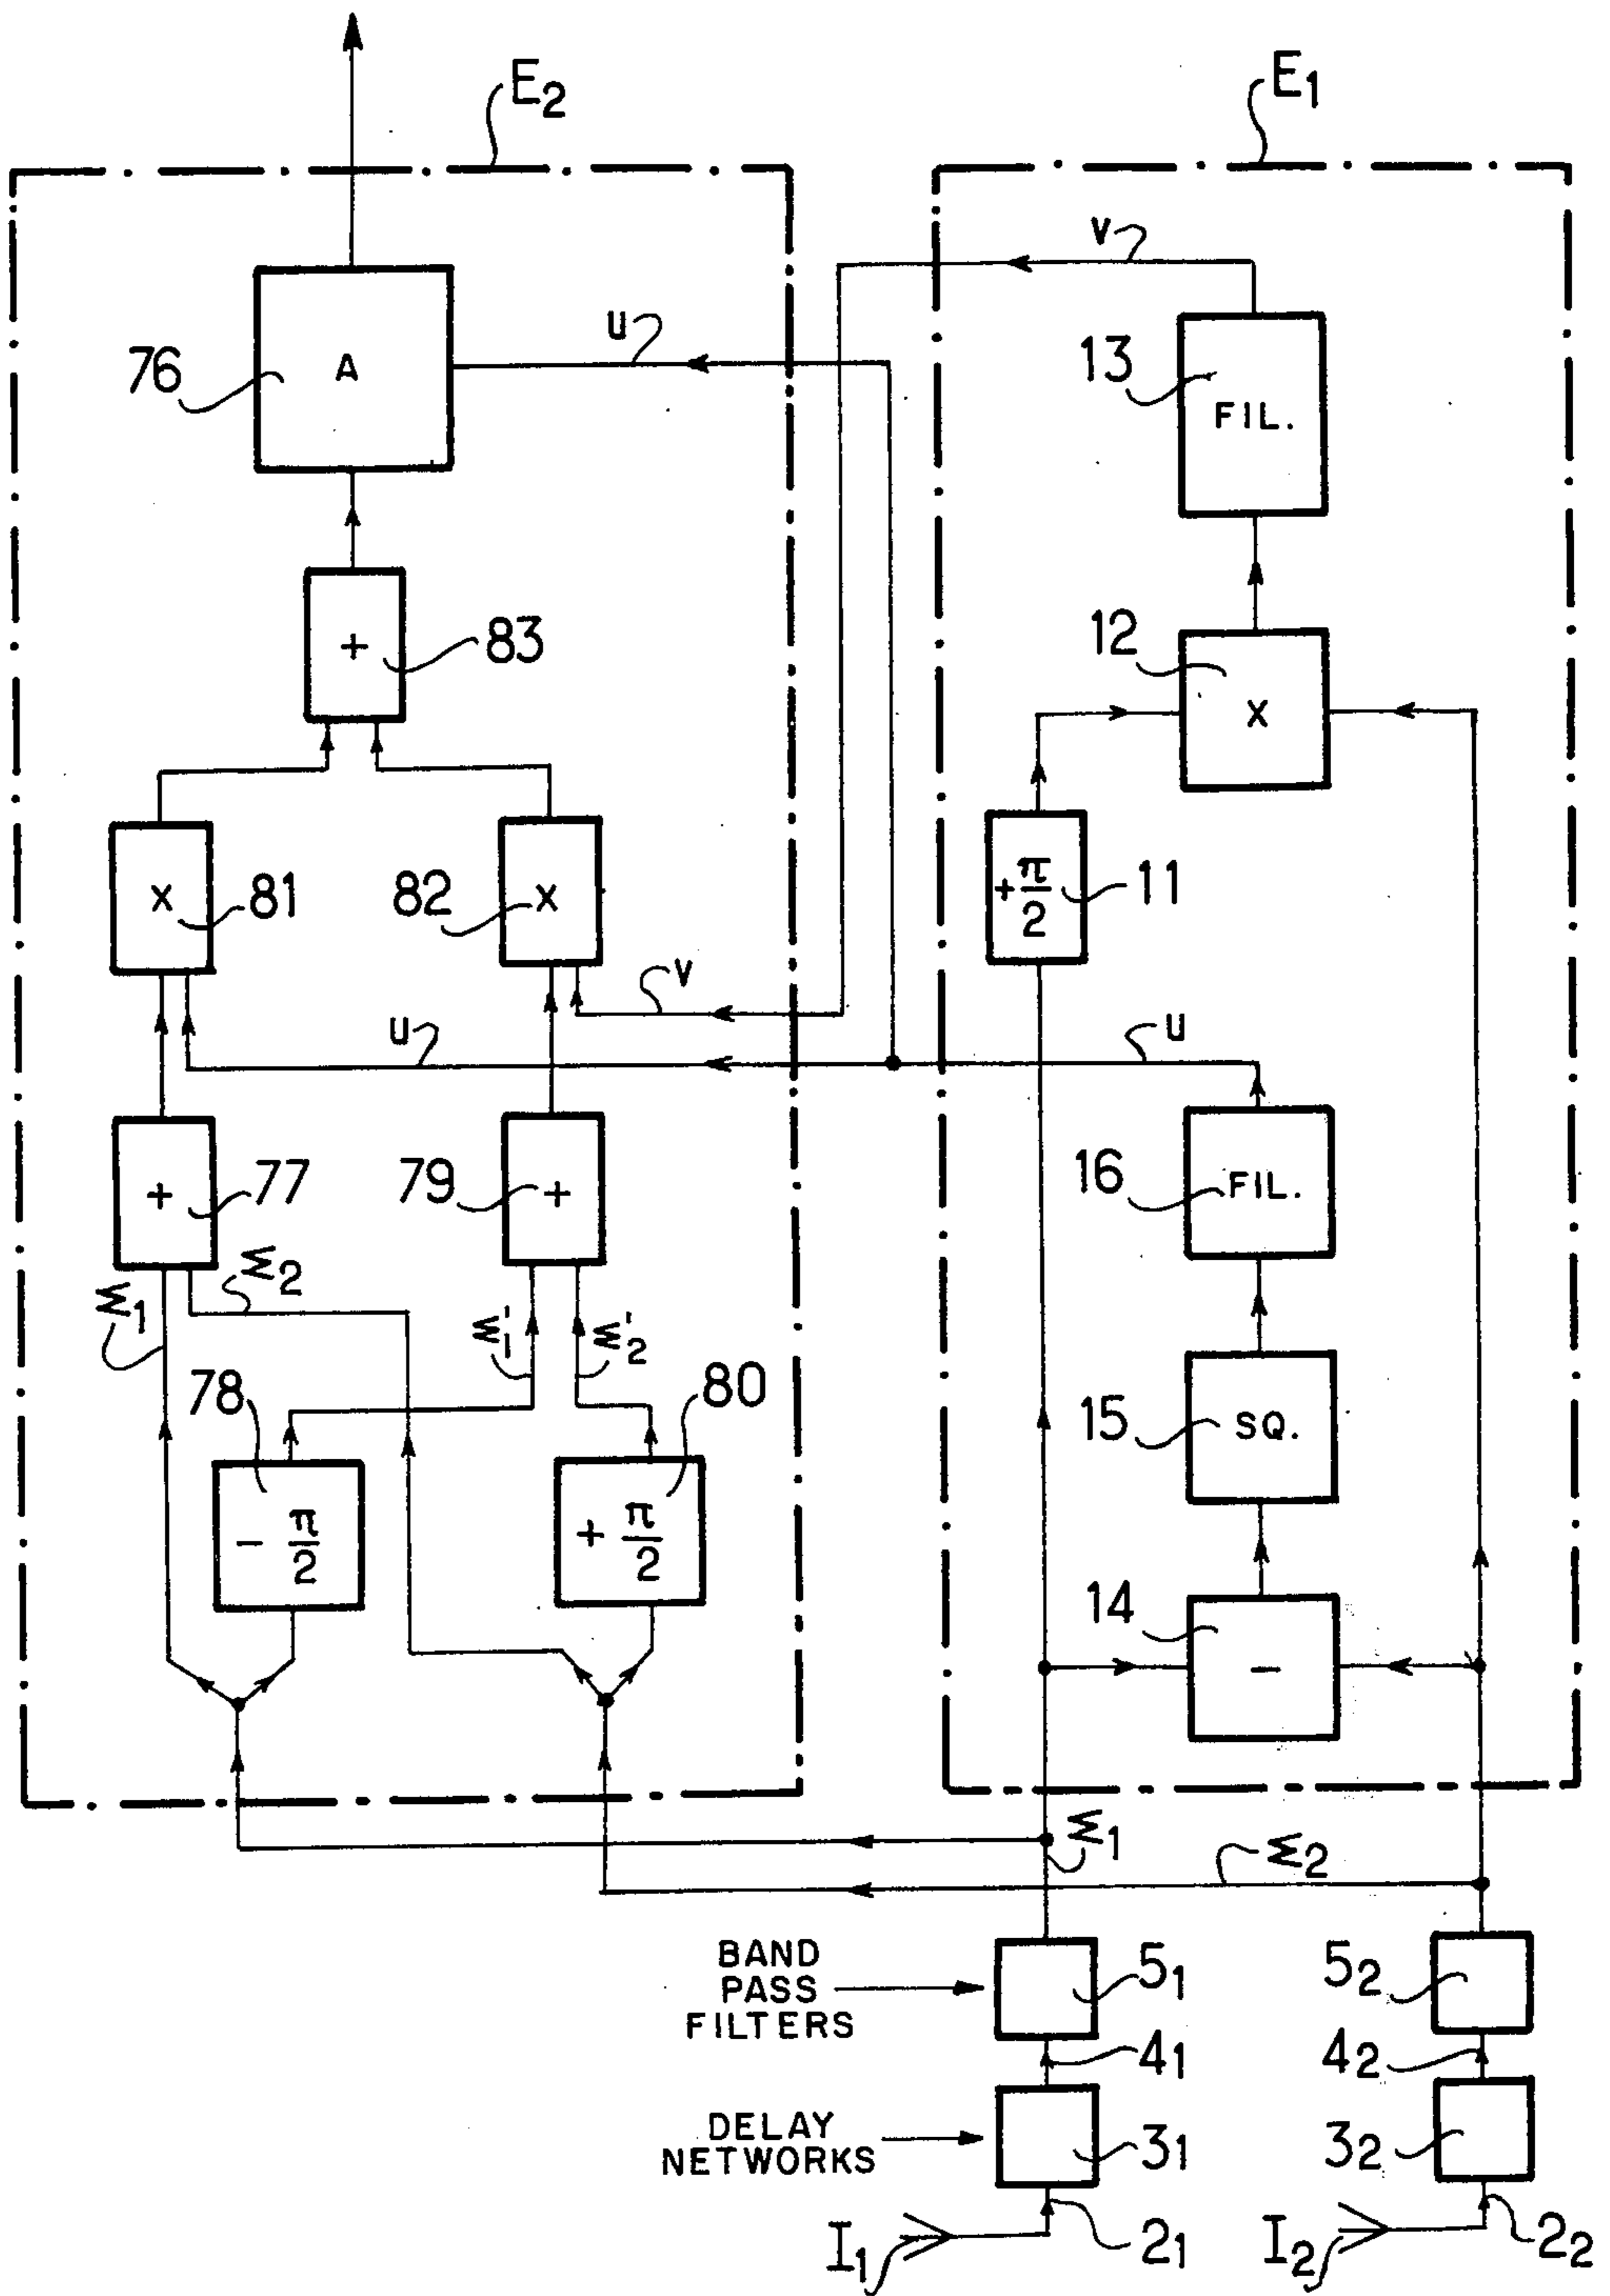 E2
E1
V
U
76
A
13
FIL.
12
X
+
83
X
81
82
X
+π/2
11
V
U
U
+
77
79
+
16
FIL.
Σ1
Σ2
Σ'1
Σ'2
78
80
15
SQ.
- π/2
+ π/2
14
−
Σ1
Σ2
BAND
PASS
FILTERS
51
52
41
42
DELAY
NETWORKS
31
32
I1
21
I2
22